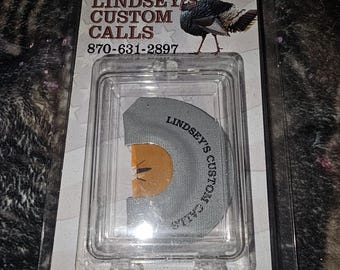 LINDSEY'S
CUSTOM
CALLS
870-631-2897
LINDSEY'S CUSTOM CALLS